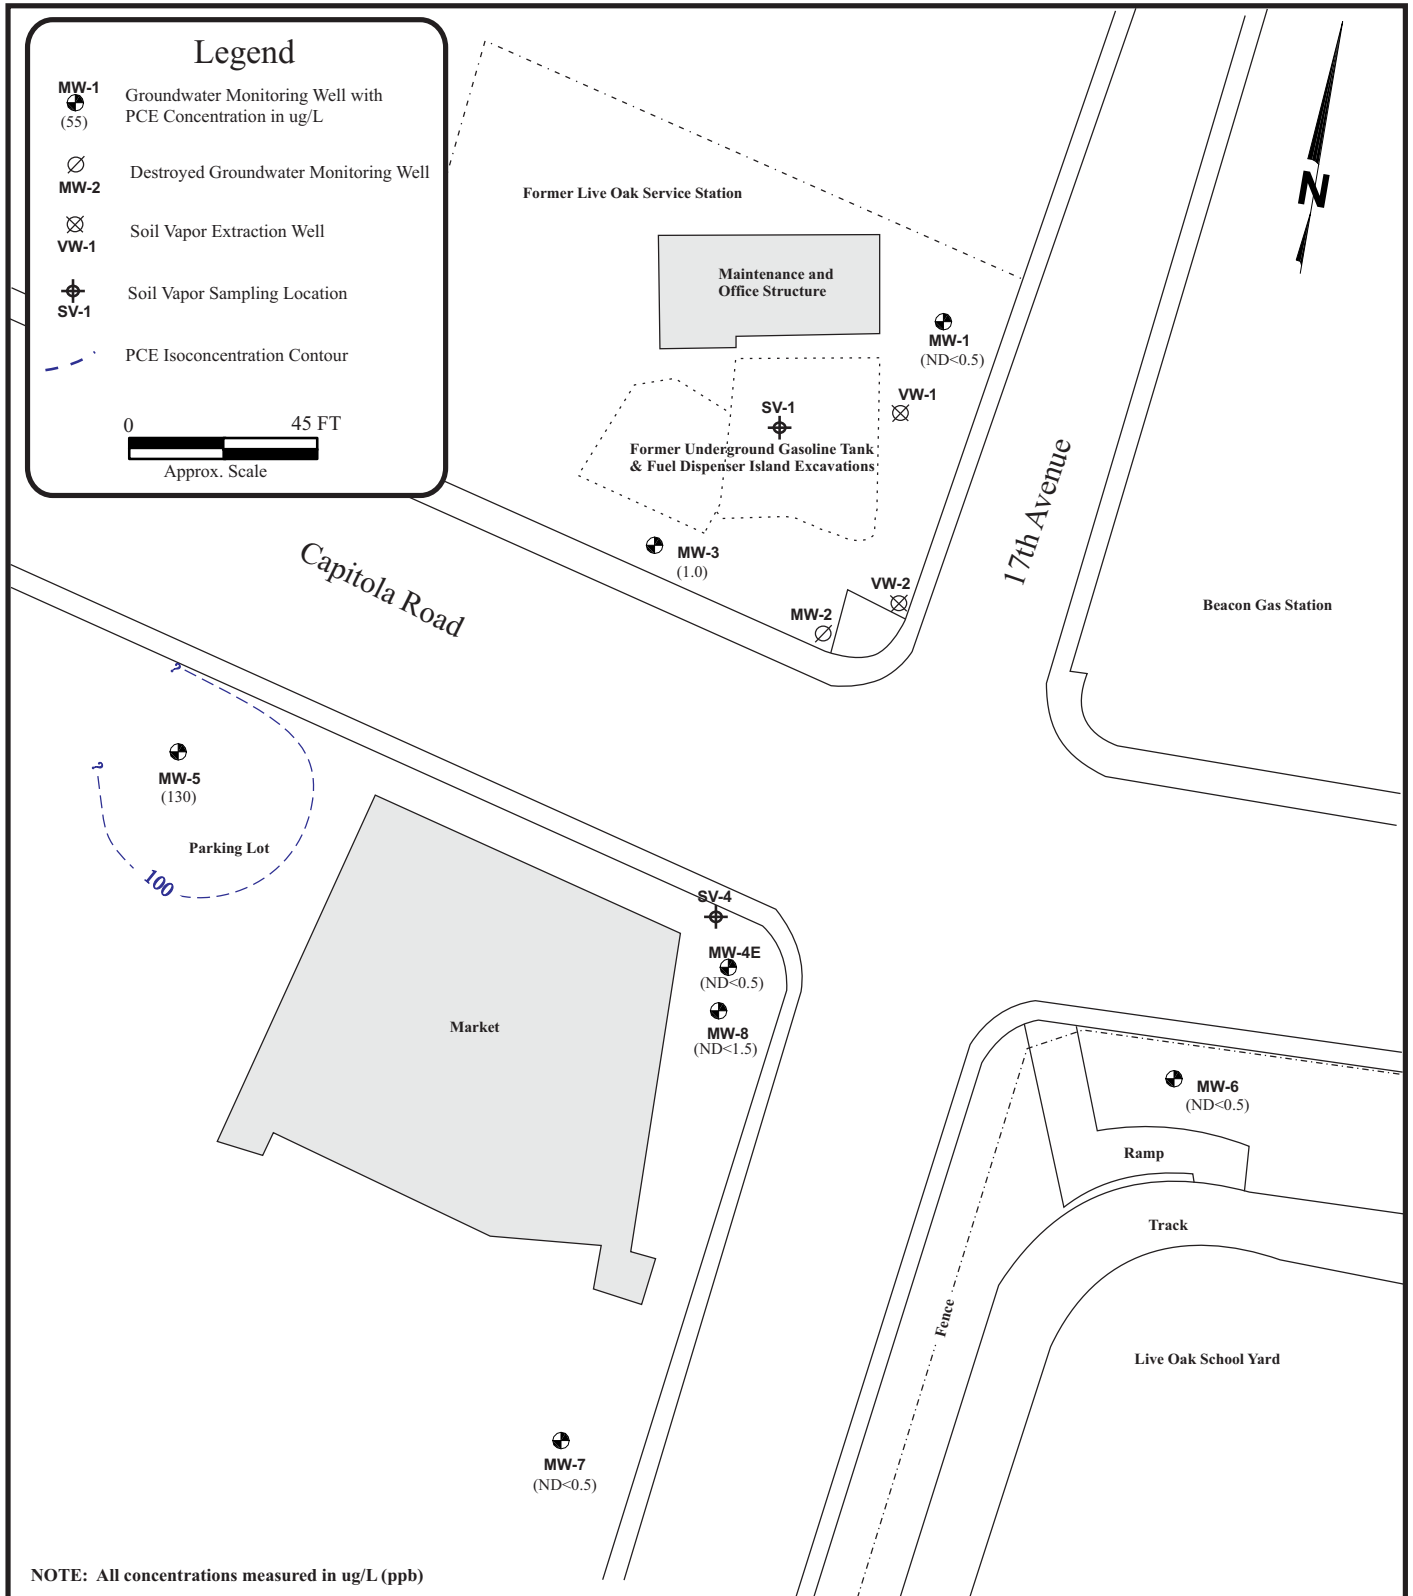 Legend
MW-1
(55)
Groundwater Monitoring Well with
PCE Concentration in ug/L
MW-2
Destroyed Groundwater Monitoring Well
VW-1
Soil Vapor Extraction Well
SV-1
Soil Vapor Sampling Location
PCE Isoconcentration Contour
0 45 FT
Approx. Scale
N
Former Live Oak Service Station
Maintenance and
Office Structure
MW-1
(ND<0.5)
VW-1
SV-1
Former Underground Gasoline Tank
& Fuel Dispenser Island Excavations
MW-3
(1.0)
VW-2
MW-2
17th Avenue
Capitola Road
Beacon Gas Station
?
?
MW-5
(130)
Parking Lot
100
SV-4
MW-4E
(ND<0.5)
MW-8
(ND<1.5)
Market
MW-6
(ND<0.5)
Ramp
Track
Fence
Live Oak School Yard
MW-7
(ND<0.5)
NOTE: All concentrations measured in ug/L (ppb)